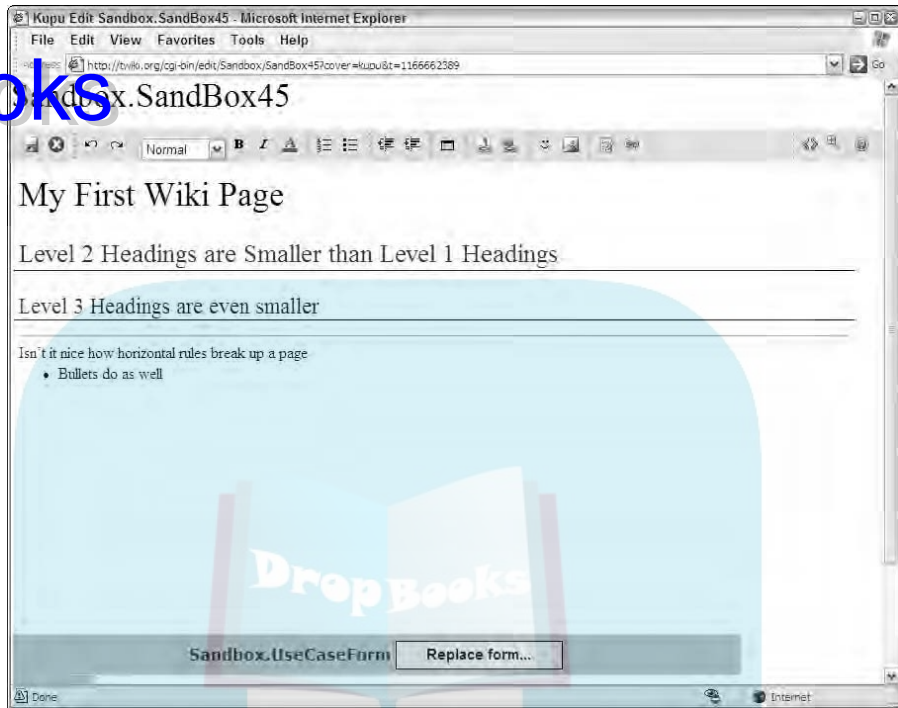 Kupu Edit Sandbox.SandBox45 - Microsoft Internet Explorer
File Edit View Favorites Tools Help
http://twiki.org/cgi-bin/edit/Sandbox/SandBox45?cover=kupu&t=1166662389
Go
oks
Sandbox.SandBox45
Normal
B I A
My First Wiki Page
Level 2 Headings are Smaller than Level 1 Headings
Level 3 Headings are even smaller
Isn't it nice how horizontal rules break up a page
• Bullets do as well
DropBooks
Sandbox.UseCaseForm Replace form...
Done Internet